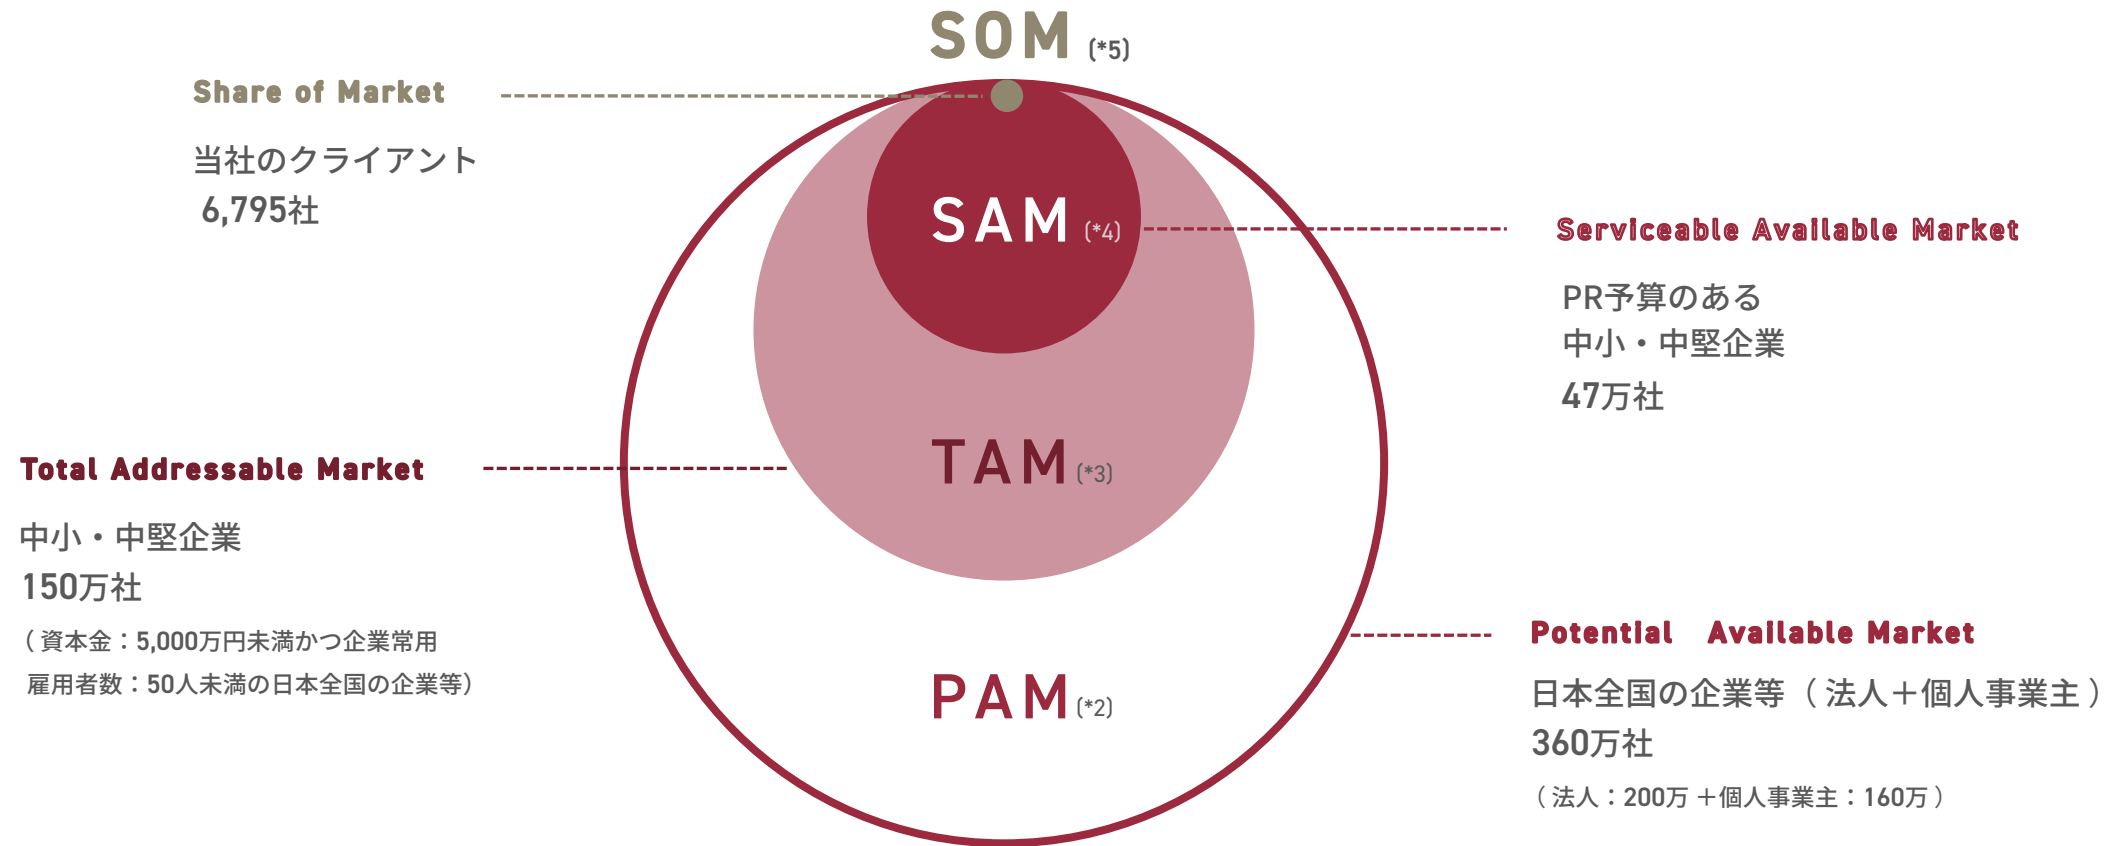 SOM (*5)
Share of Market
当社のクライアント
6,795社
SAM (*4)
Serviceable Available Market
PR予算のある
中小・中堅企業
47万社
TAM (*3)
Total Addressable Market
中小・中堅企業
150万社
（ 資本金：5,000万円未満かつ企業常用
雇用者数：50人未満の日本全国の企業等）
PAM (*2)
Potential　Available Market
日本全国の企業等（ 法人＋個人事業主 ）
360万社
（ 法人：200万 ＋個人事業主：160万 ）